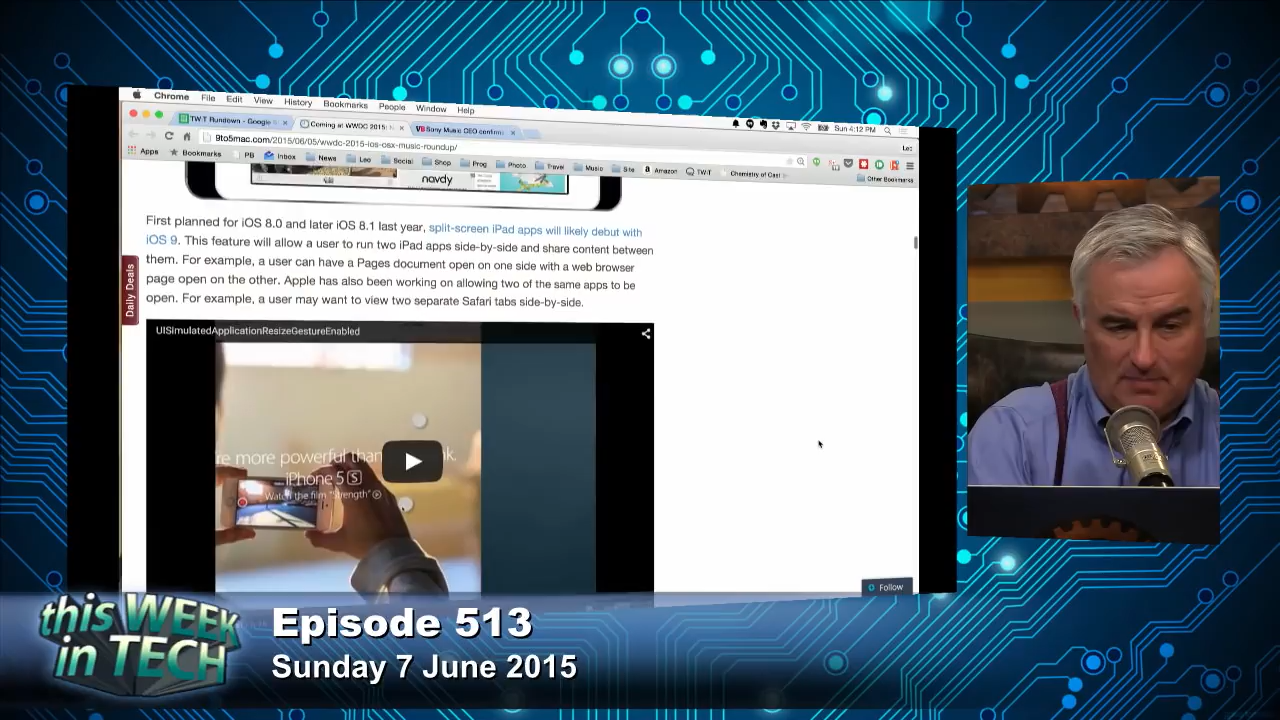 Chrome File Edit View History Bookmarks People Window Help
Sun 4:12 PM
TWiT Rundown - Google S
Coming at WWDC 2015 |
Sony Music CEO confirms
Leo
9to5mac.com/2015/06/05/wwdc-2015-ios-osx-music-roundup/
Apps Bookmarks PB Inbox News Leo Social Shop Prog Photo Travel Music Site Amazon TWiT Chemistry of Cast
Other Bookmarks
navdy
First planned for iOS 8.0 and later iOS 8.1 last year, split-screen iPad apps will likely debut with
iOS 9. This feature will allow a user to run two iPad apps side-by-side and share content between
them. For example, a user can have a Pages document open on one side with a web browser
page open on the other. Apple has also been working on allowing two of the same apps to be
open. For example, a user may want to view two separate Safari tabs side-by-side.
Daily Deals
UISimulatedApplicationResizeGestureEnabled
re more powerful than
k.
iPhone 5S
Watch the film "Strength"
Follow
this WEEK
in TECH
Episode 513
Sunday 7 June 2015